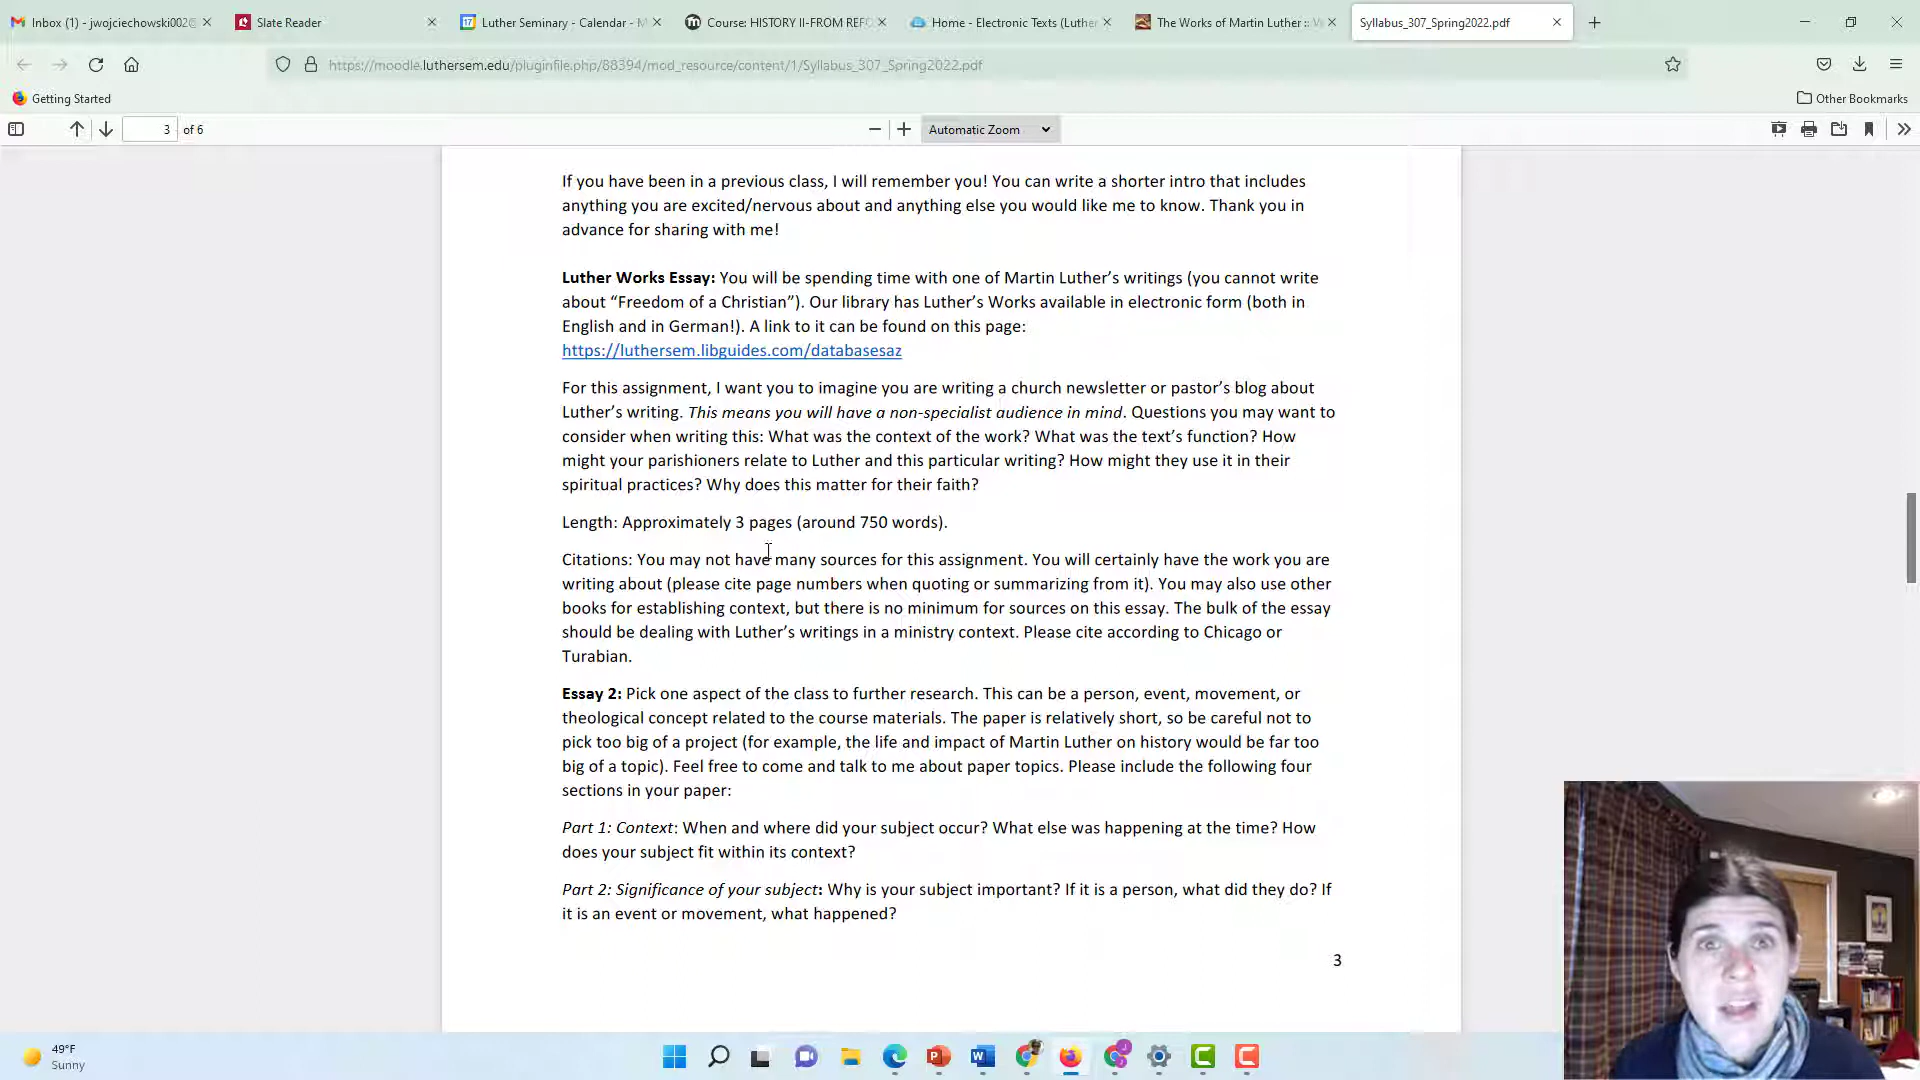 Inbox (1) - jwojciechowski002@
Slate Reader
Luther Seminary - Calendar - M
Course: HISTORY II-FROM REFO
Home - Electronic Texts (Luther
The Works of Martin Luther ::
Syllabus_307_Spring2022.pdf
https://moodle.luthersem.edu/pluginfile.php/88394/mod_resource/content/1/Syllabus_307_Spring2022.pdf
Getting Started
Other Bookmarks
3 of 6
Automatic Zoom
If you have been in a previous class, I will remember you! You can write a shorter intro that includes
anything you are excited/nervous about and anything else you would like me to know. Thank you in
advance for sharing with me!
Luther Works Essay: You will be spending time with one of Martin Luther’s writings (you cannot write
about “Freedom of a Christian”). Our library has Luther’s Works available in electronic form (both in
English and in German!). A link to it can be found on this page:
https://luthersem.libguides.com/databasesaz
For this assignment, I want you to imagine you are writing a church newsletter or pastor’s blog about
Luther’s writing. This means you will have a non-specialist audience in mind. Questions you may want to
consider when writing this: What was the context of the work? What was the text’s function? How
might your parishioners relate to Luther and this particular writing? How might they use it in their
spiritual practices? Why does this matter for their faith?
Length: Approximately 3 pages (around 750 words).
Citations: You may not have many sources for this assignment. You will certainly have the work you are
writing about (please cite page numbers when quoting or summarizing from it). You may also use other
books for establishing context, but there is no minimum for sources on this essay. The bulk of the essay
should be dealing with Luther’s writings in a ministry context. Please cite according to Chicago or
Turabian.
Essay 2: Pick one aspect of the class to further research. This can be a person, event, movement, or
theological concept related to the course materials. The paper is relatively short, so be careful not to
pick too big of a project (for example, the life and impact of Martin Luther on history would be far too
big of a topic). Feel free to come and talk to me about paper topics. Please include the following four
sections in your paper:
Part 1: Context: When and where did your subject occur? What else was happening at the time? How
does your subject fit within its context?
Part 2: Significance of your subject: Why is your subject important? If it is a person, what did they do? If
it is an event or movement, what happened?
3
49°F
Sunny